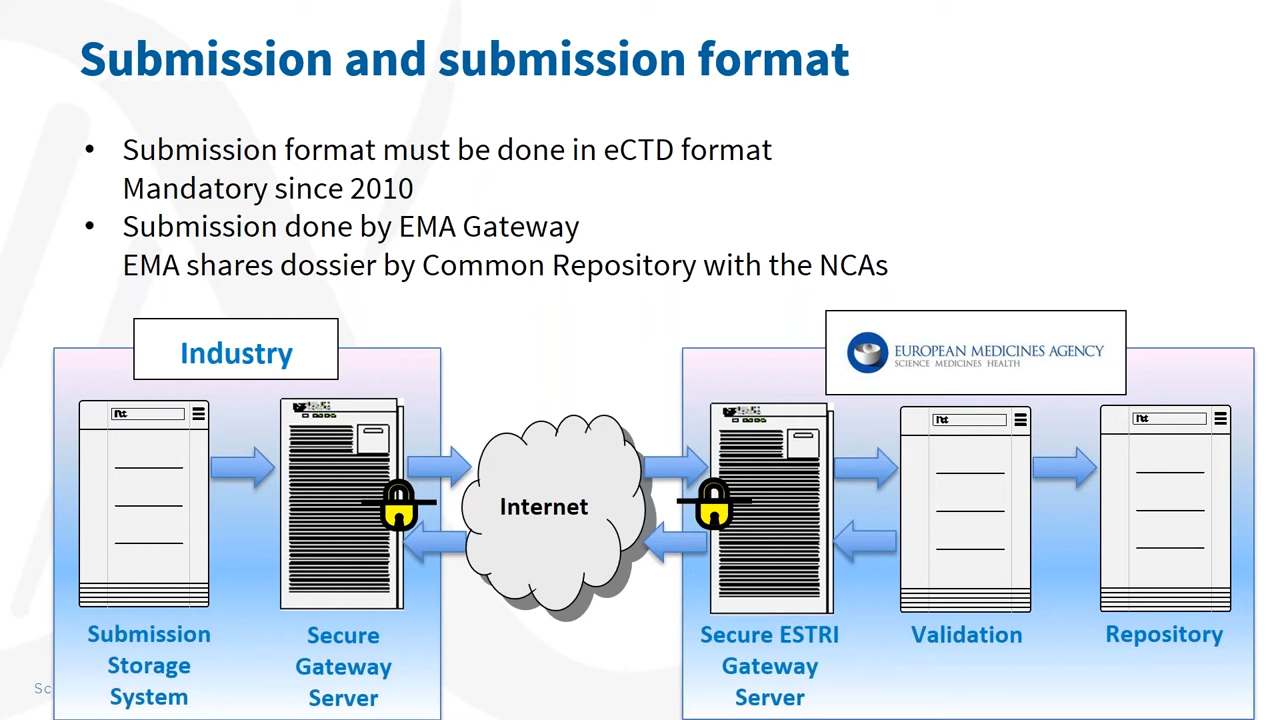 Submission and submission format
• Submission format must be done in eCTD format
Mandatory since 2010
• Submission done by EMA Gateway
EMA shares dossier by Common Repository with the NCAs
Industry
EUROPEAN MEDICINES AGENCY
SCIENCE MEDICINES HEALTH
Internet
Submission
Storage
System
Secure
Gateway
Server
Secure ESTRI
Gateway
Server
Validation
Repository
Sc